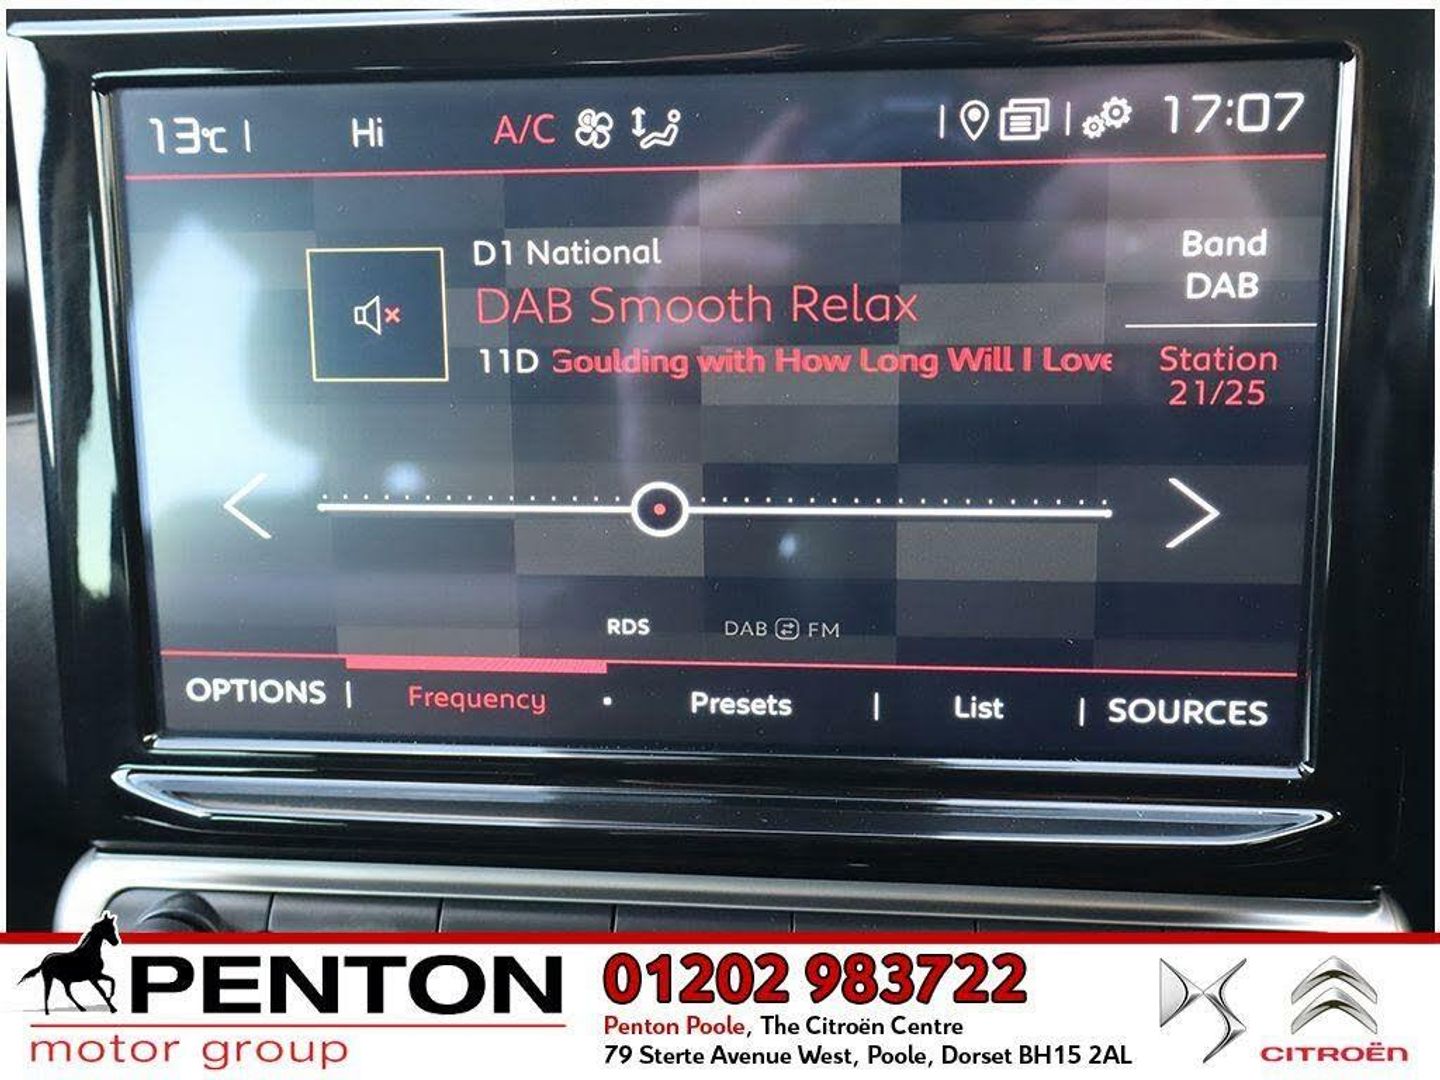 13°C | Hi A/C | | 17:07
D1 National
DAB Smooth Relax
11D Goulding with How Long Will I Love
Band
DAB
Station
21/25
RDS DAB FM
OPTIONS | Frequency · Presets | List | SOURCES
PENTON
motor group
01202 983722
Penton Poole, The Citroën Centre
79 Sterte Avenue West, Poole, Dorset BH15 2AL
CITROËN